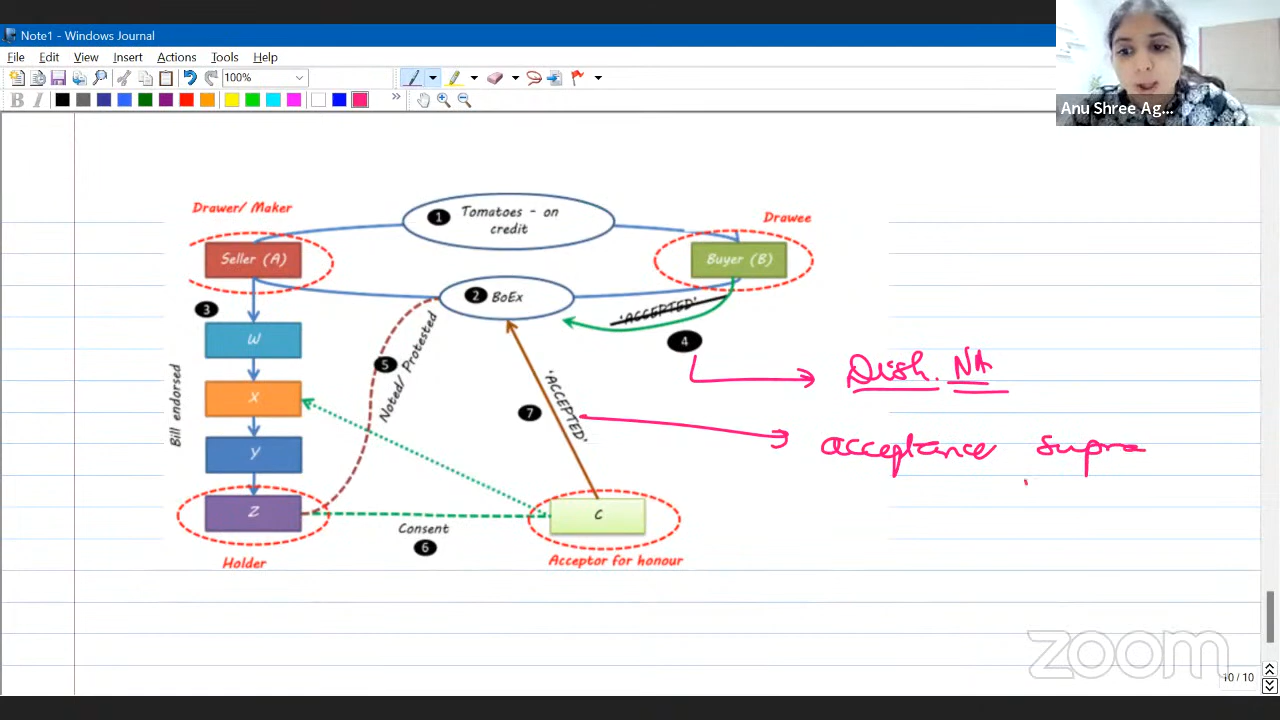 Note1 - Windows Journal
File Edit View Insert Actions Tools Help
100%
B I
Anu Shree Ag...
Drawer/ Maker
1 Tomatoes - on
credit
Drawee
Seller (A)
Buyer (B)
2 BoEx
'ACCEPTED'
3
4
W
5
Noted/ Protested
Dish. NA
X
Bill endorsed
7
'ACCEPTED'
acceptance supra
Y
Z
C
Consent
6
Holder
Acceptor for honour
zoom
10 / 10